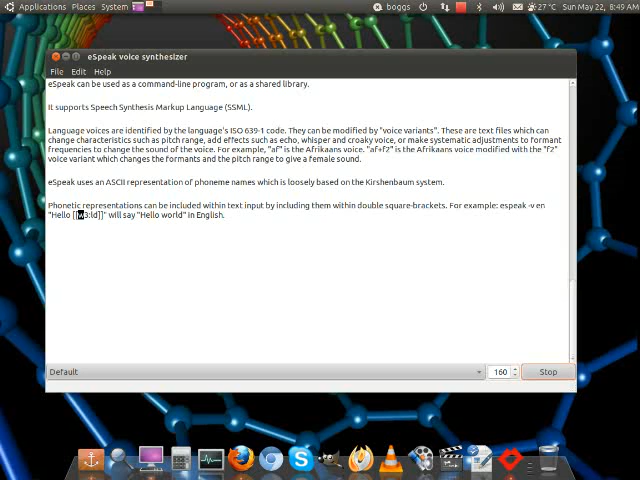 Applications Places System boggs 27 °C Sun May 22, 8:49 AM
eSpeak voice synthesizer
File Edit Help
eSpeak can be used as a command-line program, or as a shared library.
It supports Speech Synthesis Markup Language (SSML).
Language voices are identified by the language's ISO 639-1 code. They can be modified by "voice variants". These are text files which can
change characteristics such as pitch range, add effects such as echo, whisper and croaky voice, or make systematic adjustments to formant
frequencies to change the sound of the voice. For example, "af" is the Afrikaans voice. "af+f2" is the Afrikaans voice modified with the "f2"
voice variant which changes the formants and the pitch range to give a female sound.
eSpeak uses an ASCII representation of phoneme names which is loosely based on the Kirshenbaum system.
Phonetic representations can be included within text input by including them within double square-brackets. For example: espeak -v en
"Hello [[w3:ld]]" will say "Hello world" in English.
Default 160 Stop